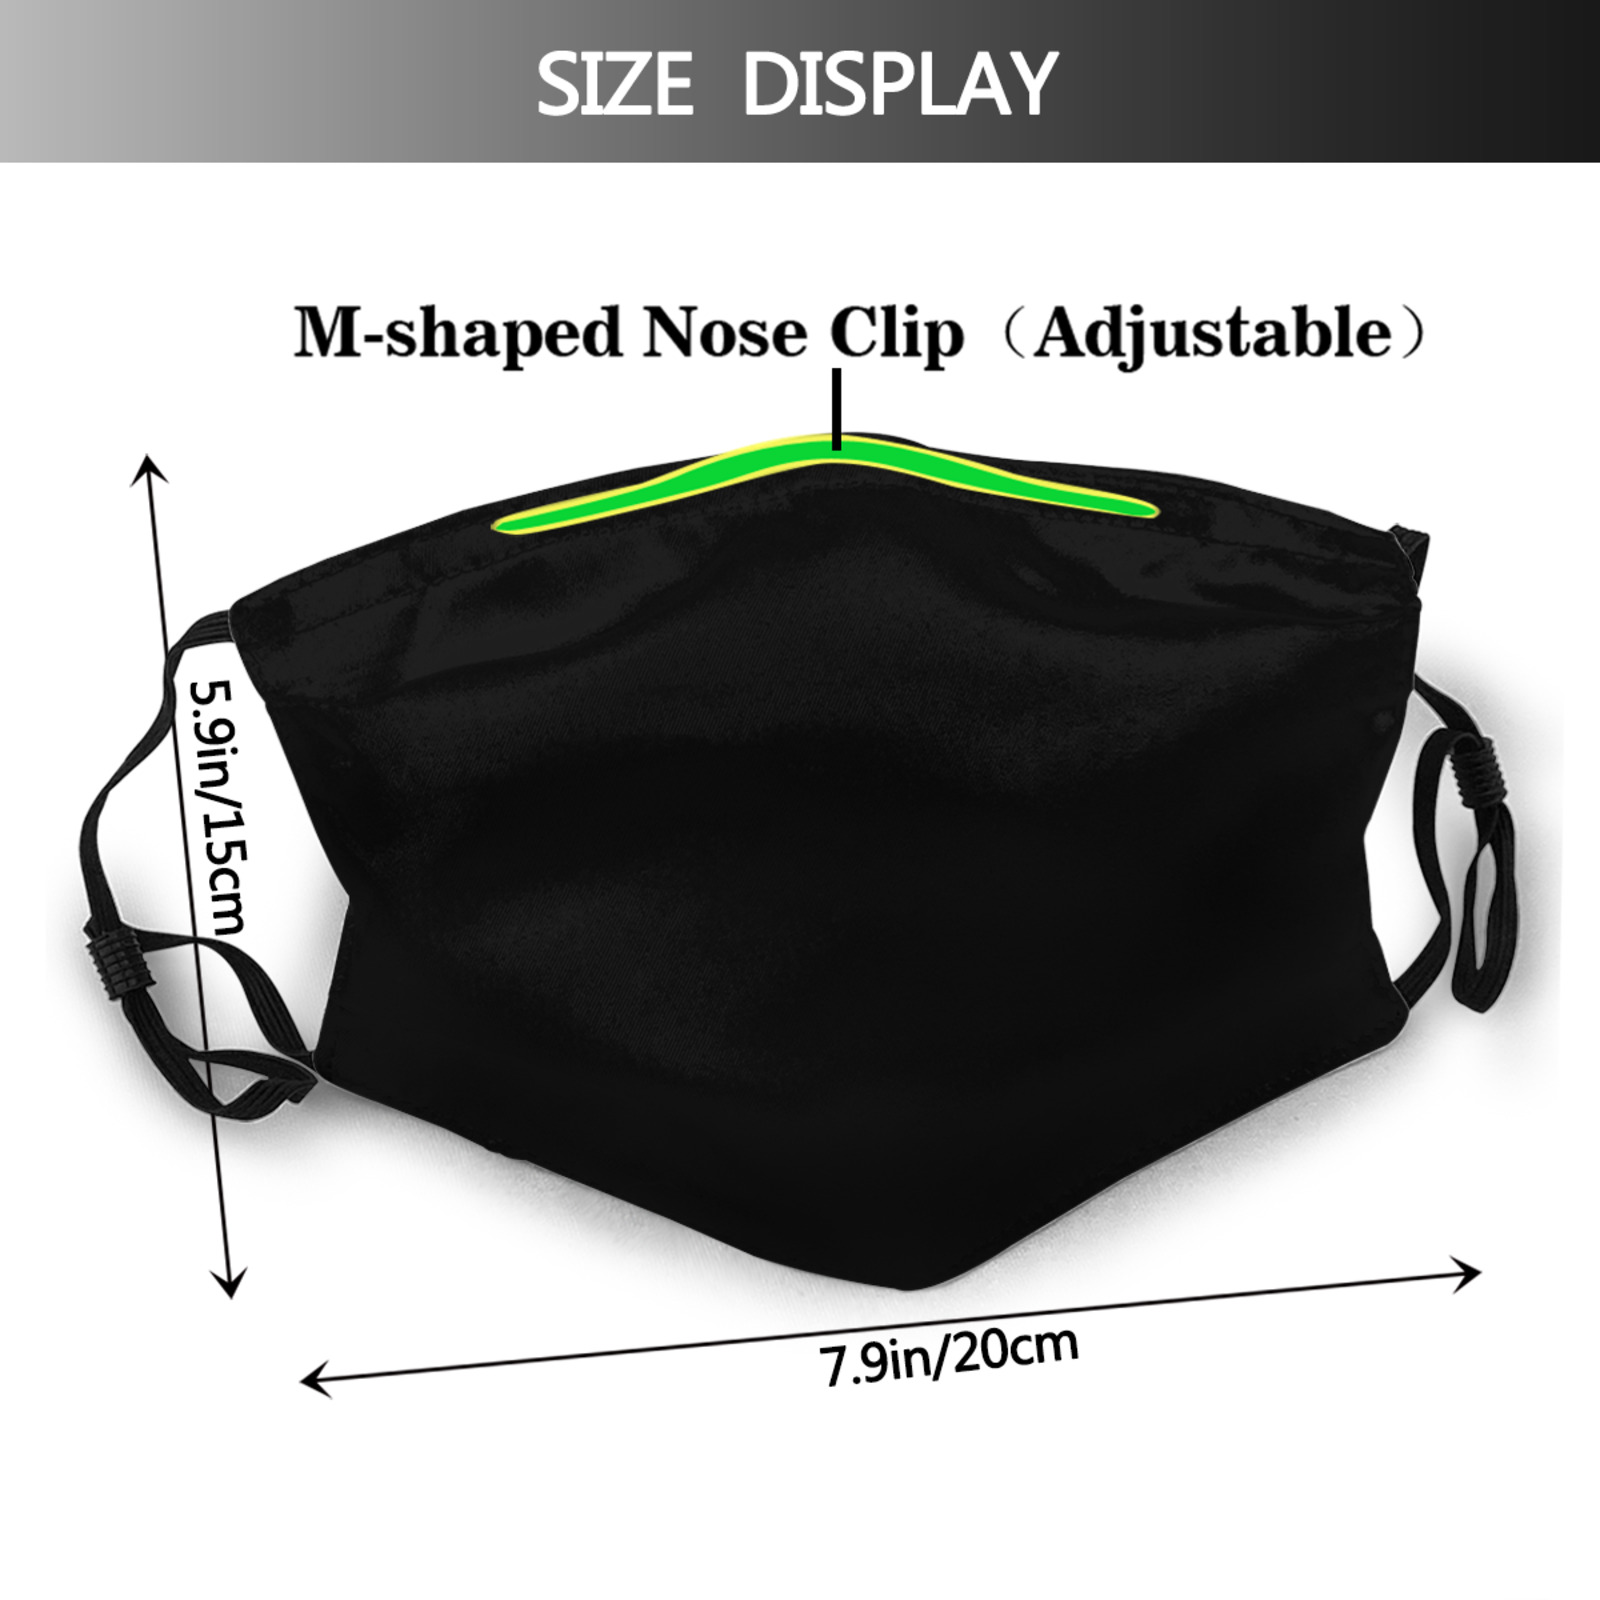 SIZE DISPLAY
M-shaped Nose Clip（Adjustable）
5.9in/15cm
7.9in/20cm